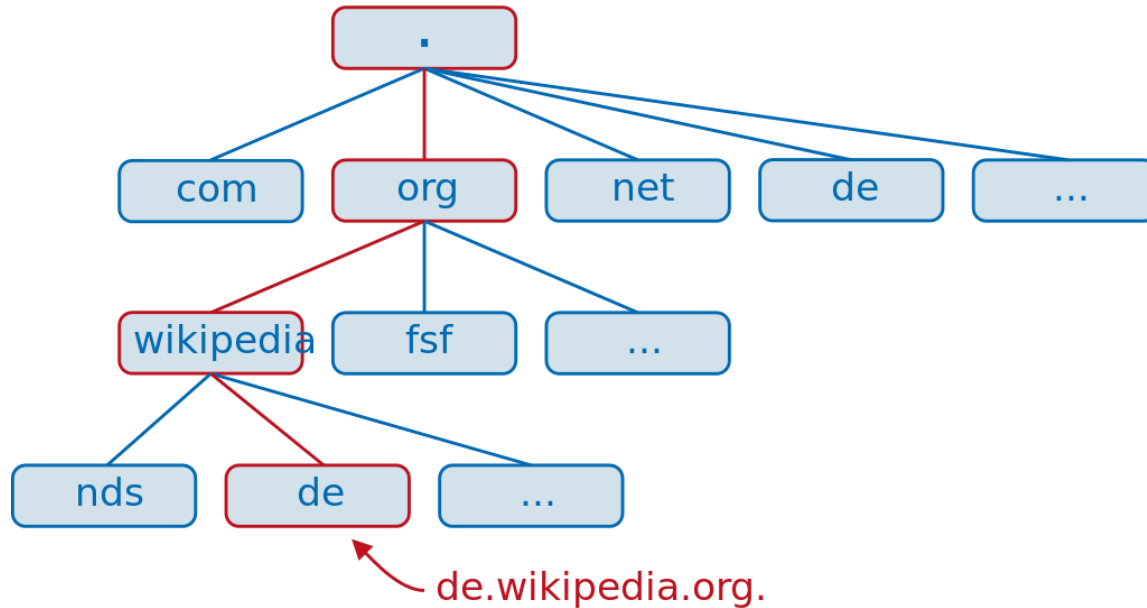 .
com org net de ...
wikipedia fsf ...
nds de ...
de.wikipedia.org.